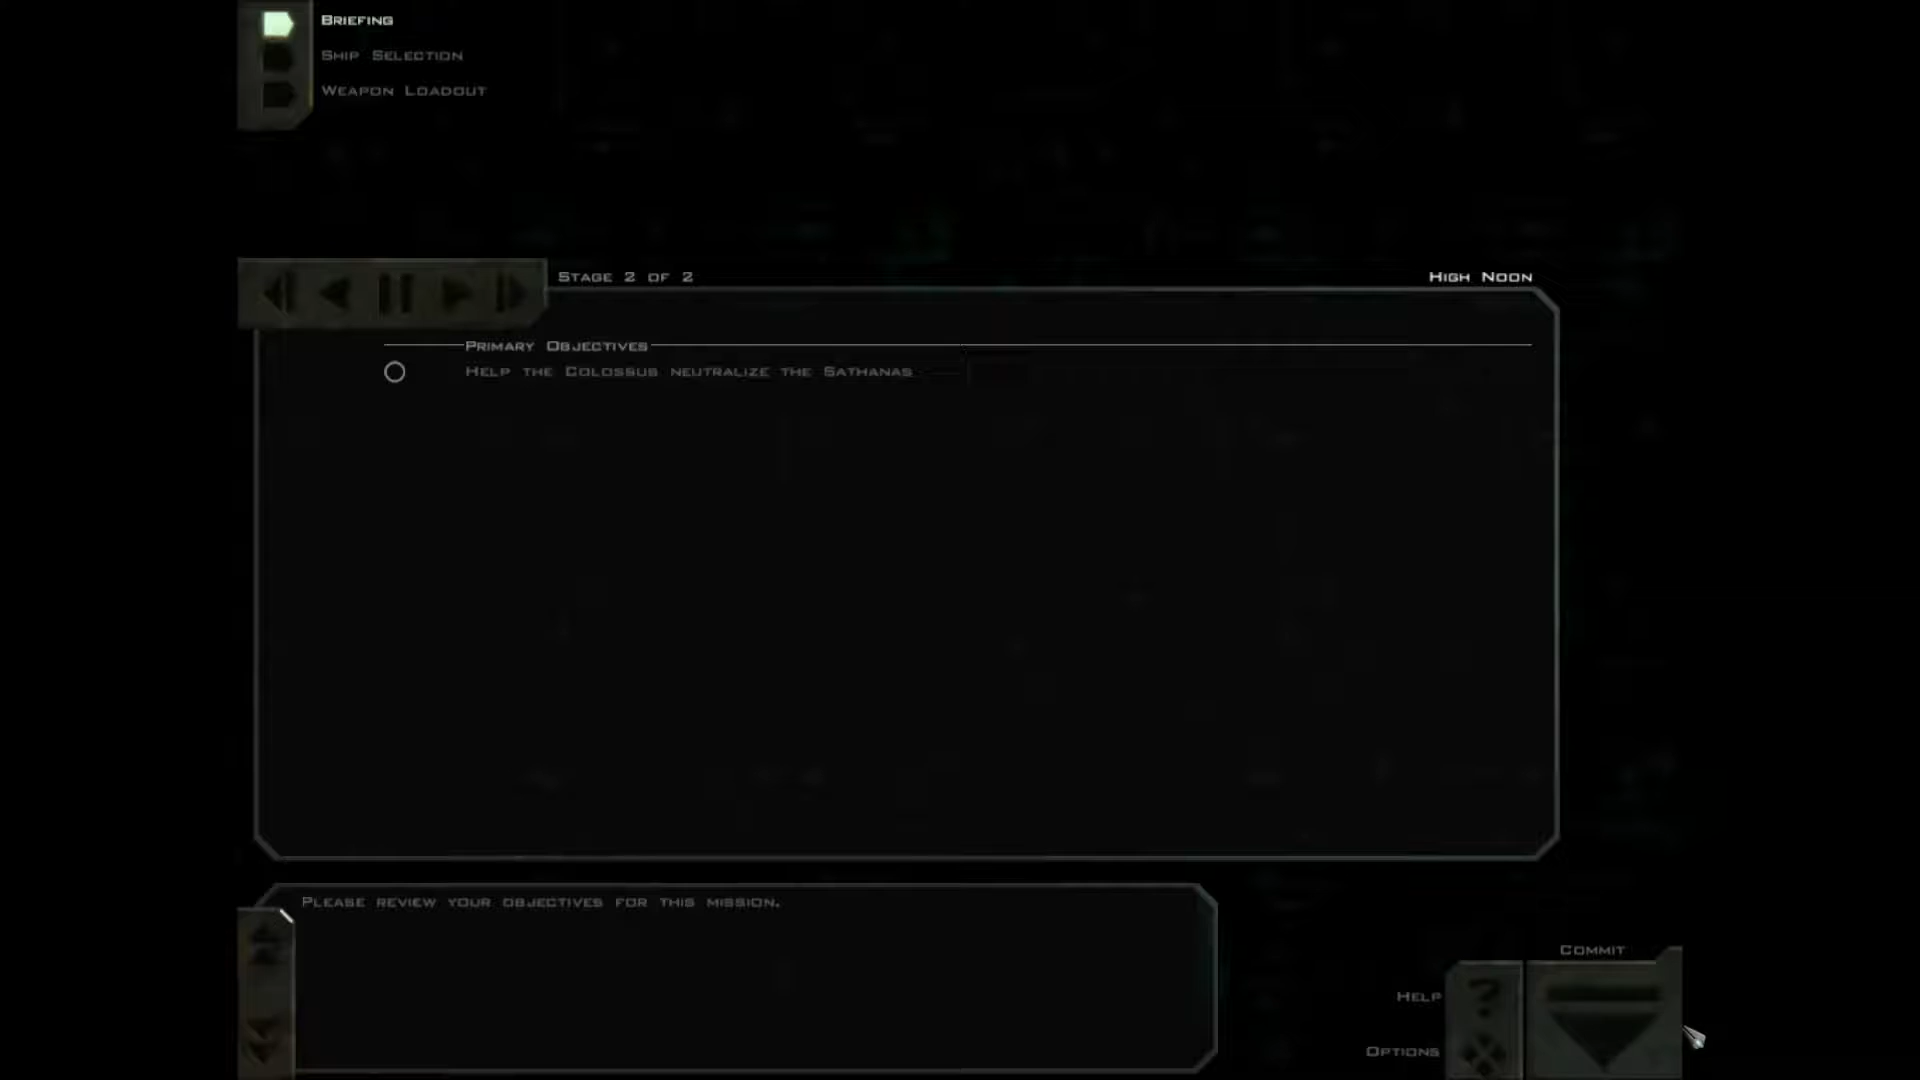 Briefing
Ship Selection
Weapon Loadout
Stage 2 of 2
High Noon
Primary Objectives
Help the Colossus neutralize the Sathanas
Please review your objectives for this mission.
Commit
Help
?
Options